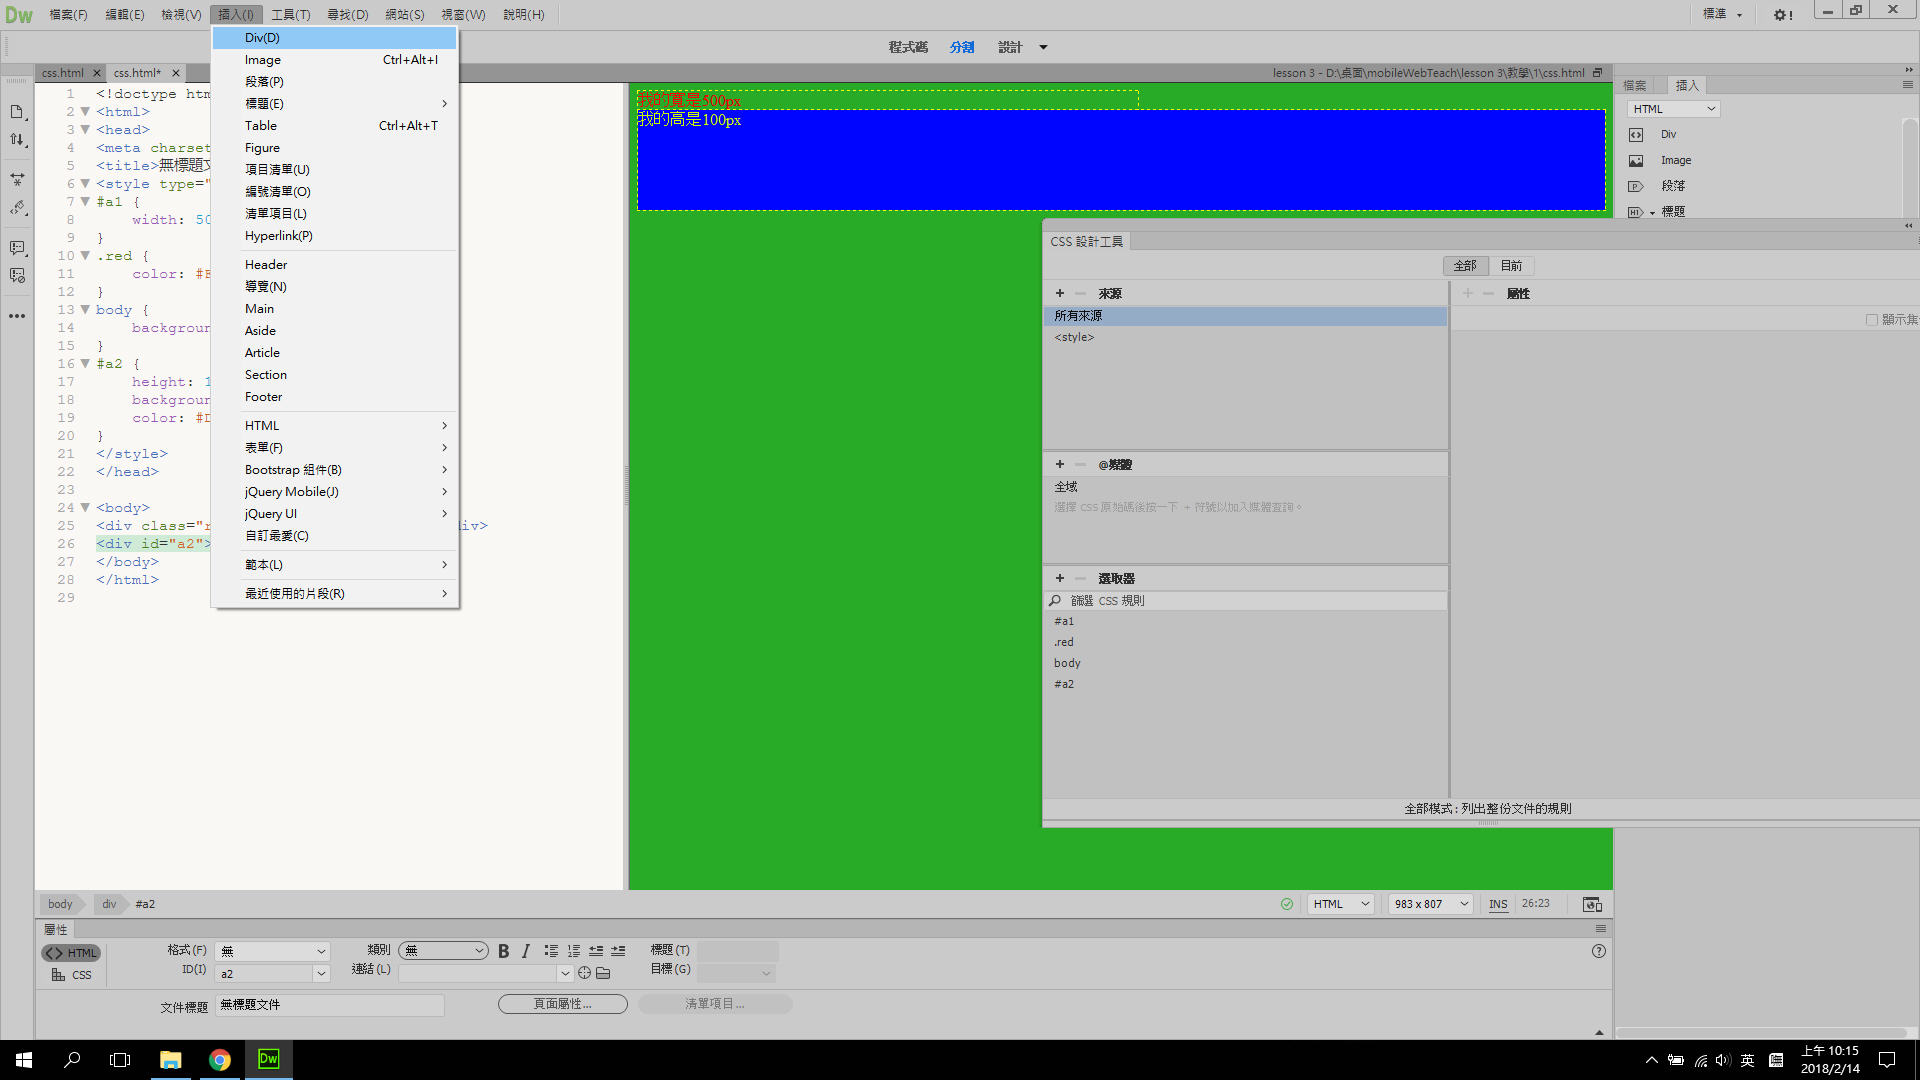 Dw 檔案(F) 編輯(E) 檢視(V) 插入(I) 工具(T) 尋找(D) 網站(S) 視窗(W) 說明(H) 標準
程式碼 分割 設計
css.html css.html* lesson 3 - D:\桌面\mobileWebTeach\lesson 3\教學\1\css.html
Div(D)
Image Ctrl+Alt+I
段落(P)
標題(E)
Table Ctrl+Alt+T
Figure
項目清單(U)
編號清單(O)
清單項目(L)
Hyperlink(P)
Header
導覽(N)
Main
Aside
Article
Section
Footer
HTML
表單(F)
Bootstrap 組件(B)
jQuery Mobile(J)
jQuery UI
自訂最愛(C)
範本(L)
最近使用的片段(R)
1 <!doctype htm
2 <html>
3 <head>
4 <meta charset
5 <title>無標題文
6 <style type="
7 #a1 {
8 width: 50
9 }
10 .red {
11 color: #
12 }
13 body {
14 backgroun
15 }
16 #a2 {
17 height: 1
18 backgroun
19 color: #D
20 }
21 </style>
22 </head>
23
24 <body>
25 <div class="r iv>
26 <div id="a2">
27 </body>
28 </html>
29
我的寬是500px
我的高是100px
檔案 插入
HTML
Div
Image
段落
標題
CSS 設計工具
全部 目前
來源 屬性
所有來源 顯示集
<style>
@媒體
全域
選擇 CSS 原始碼後按一下 + 符號以加入媒體查詢。
選取器
篩選 CSS 規則
#a1
.red
body
#a2
全部模式:列出整份文件的規則
body div #a2 HTML 983 x 807 INS 26:23
屬性
HTML 格式(F) 無 類別 無 B I 標題(T)
CSS ID(I) a2 連結(L) 目標(G)
文件標題 無標題文件 頁面屬性... 清單項目...
Dw 英 上午 10:15
2018/2/14